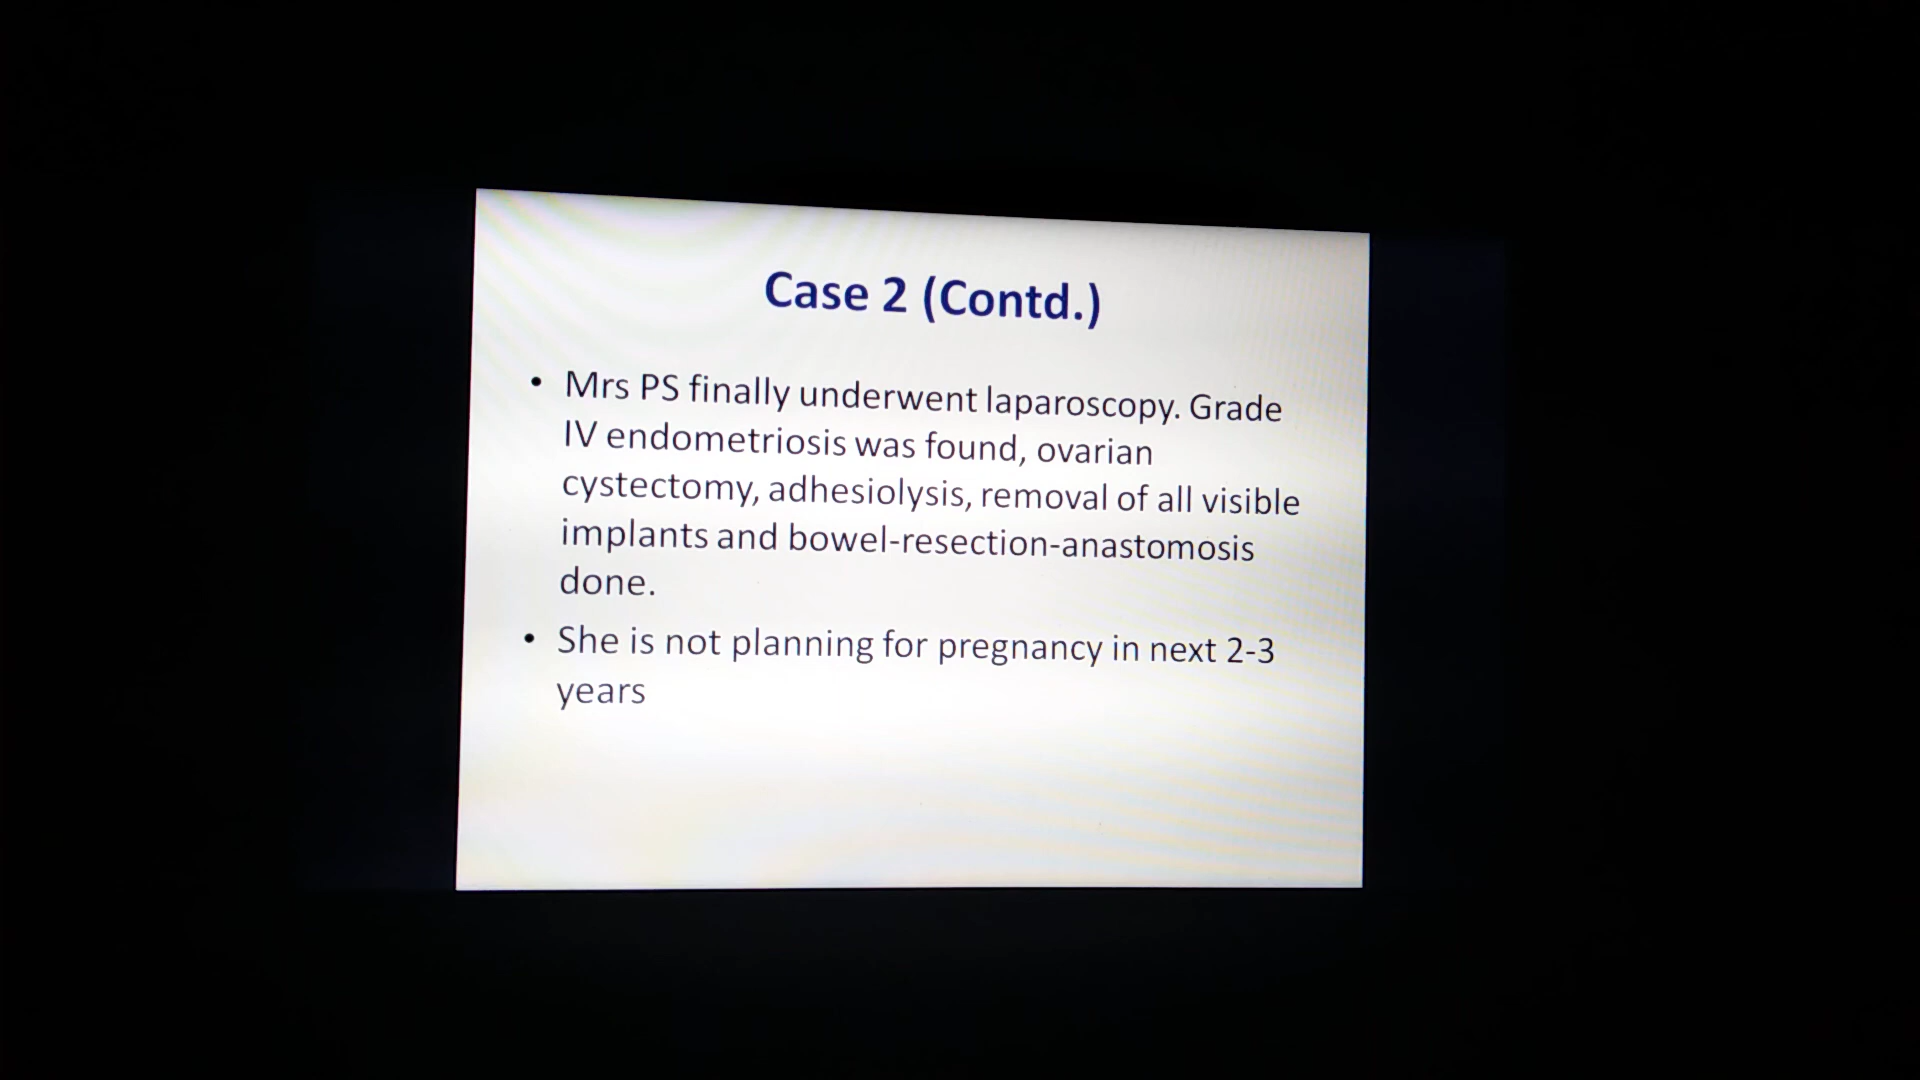 Case 2 (Contd.)
• Mrs PS finally underwent laparoscopy. Grade
IV endometriosis was found, ovarian
cystectomy, adhesiolysis, removal of all visible
implants and bowel-resection-anastomosis
done.
• She is not planning for pregnancy in next 2-3
years